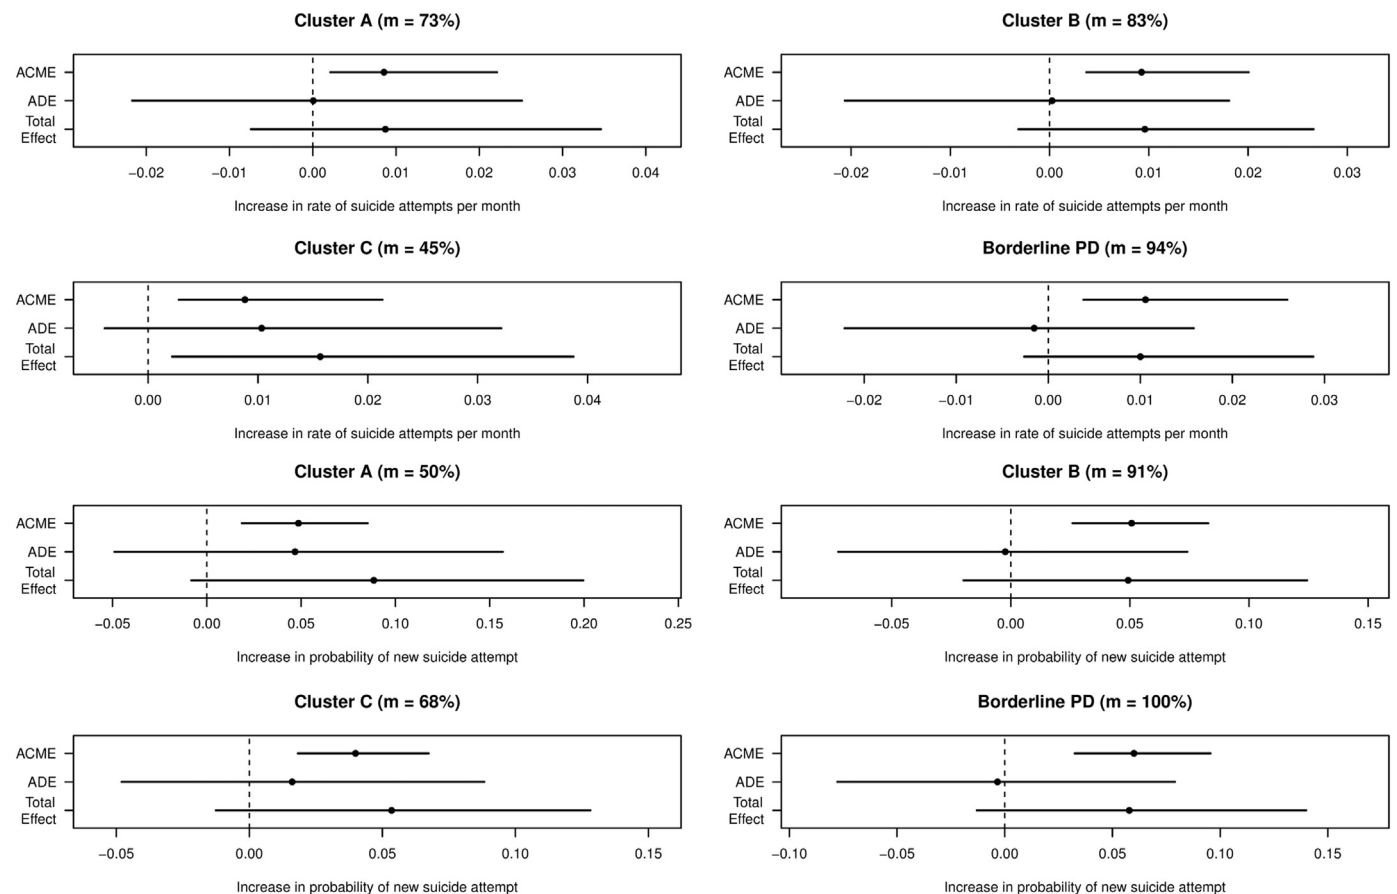 Cluster A (m = 73%)
ACME
ADE
Total
Effect
−0.02 −0.01 0.00 0.01 0.02 0.03 0.04
Increase in rate of suicide attempts per month
Cluster B (m = 83%)
ACME
ADE
Total
Effect
−0.02 −0.01 0.00 0.01 0.02 0.03
Increase in rate of suicide attempts per month
Cluster C (m = 45%)
ACME
ADE
Total
Effect
0.00 0.01 0.02 0.03 0.04
Increase in rate of suicide attempts per month
Borderline PD (m = 94%)
ACME
ADE
Total
Effect
−0.02 −0.01 0.00 0.01 0.02 0.03
Increase in rate of suicide attempts per month
Cluster A (m = 50%)
ACME
ADE
Total
Effect
−0.05 0.00 0.05 0.10 0.15 0.20 0.25
Increase in probability of new suicide attempt
Cluster B (m = 91%)
ACME
ADE
Total
Effect
−0.05 0.00 0.05 0.10 0.15
Increase in probability of new suicide attempt
Cluster C (m = 68%)
ACME
ADE
Total
Effect
−0.05 0.00 0.05 0.10 0.15
Increase in probability of new suicide attempt
Borderline PD (m = 100%)
ACME
ADE
Total
Effect
−0.10 −0.05 0.00 0.05 0.10 0.15
Increase in probability of new suicide attempt